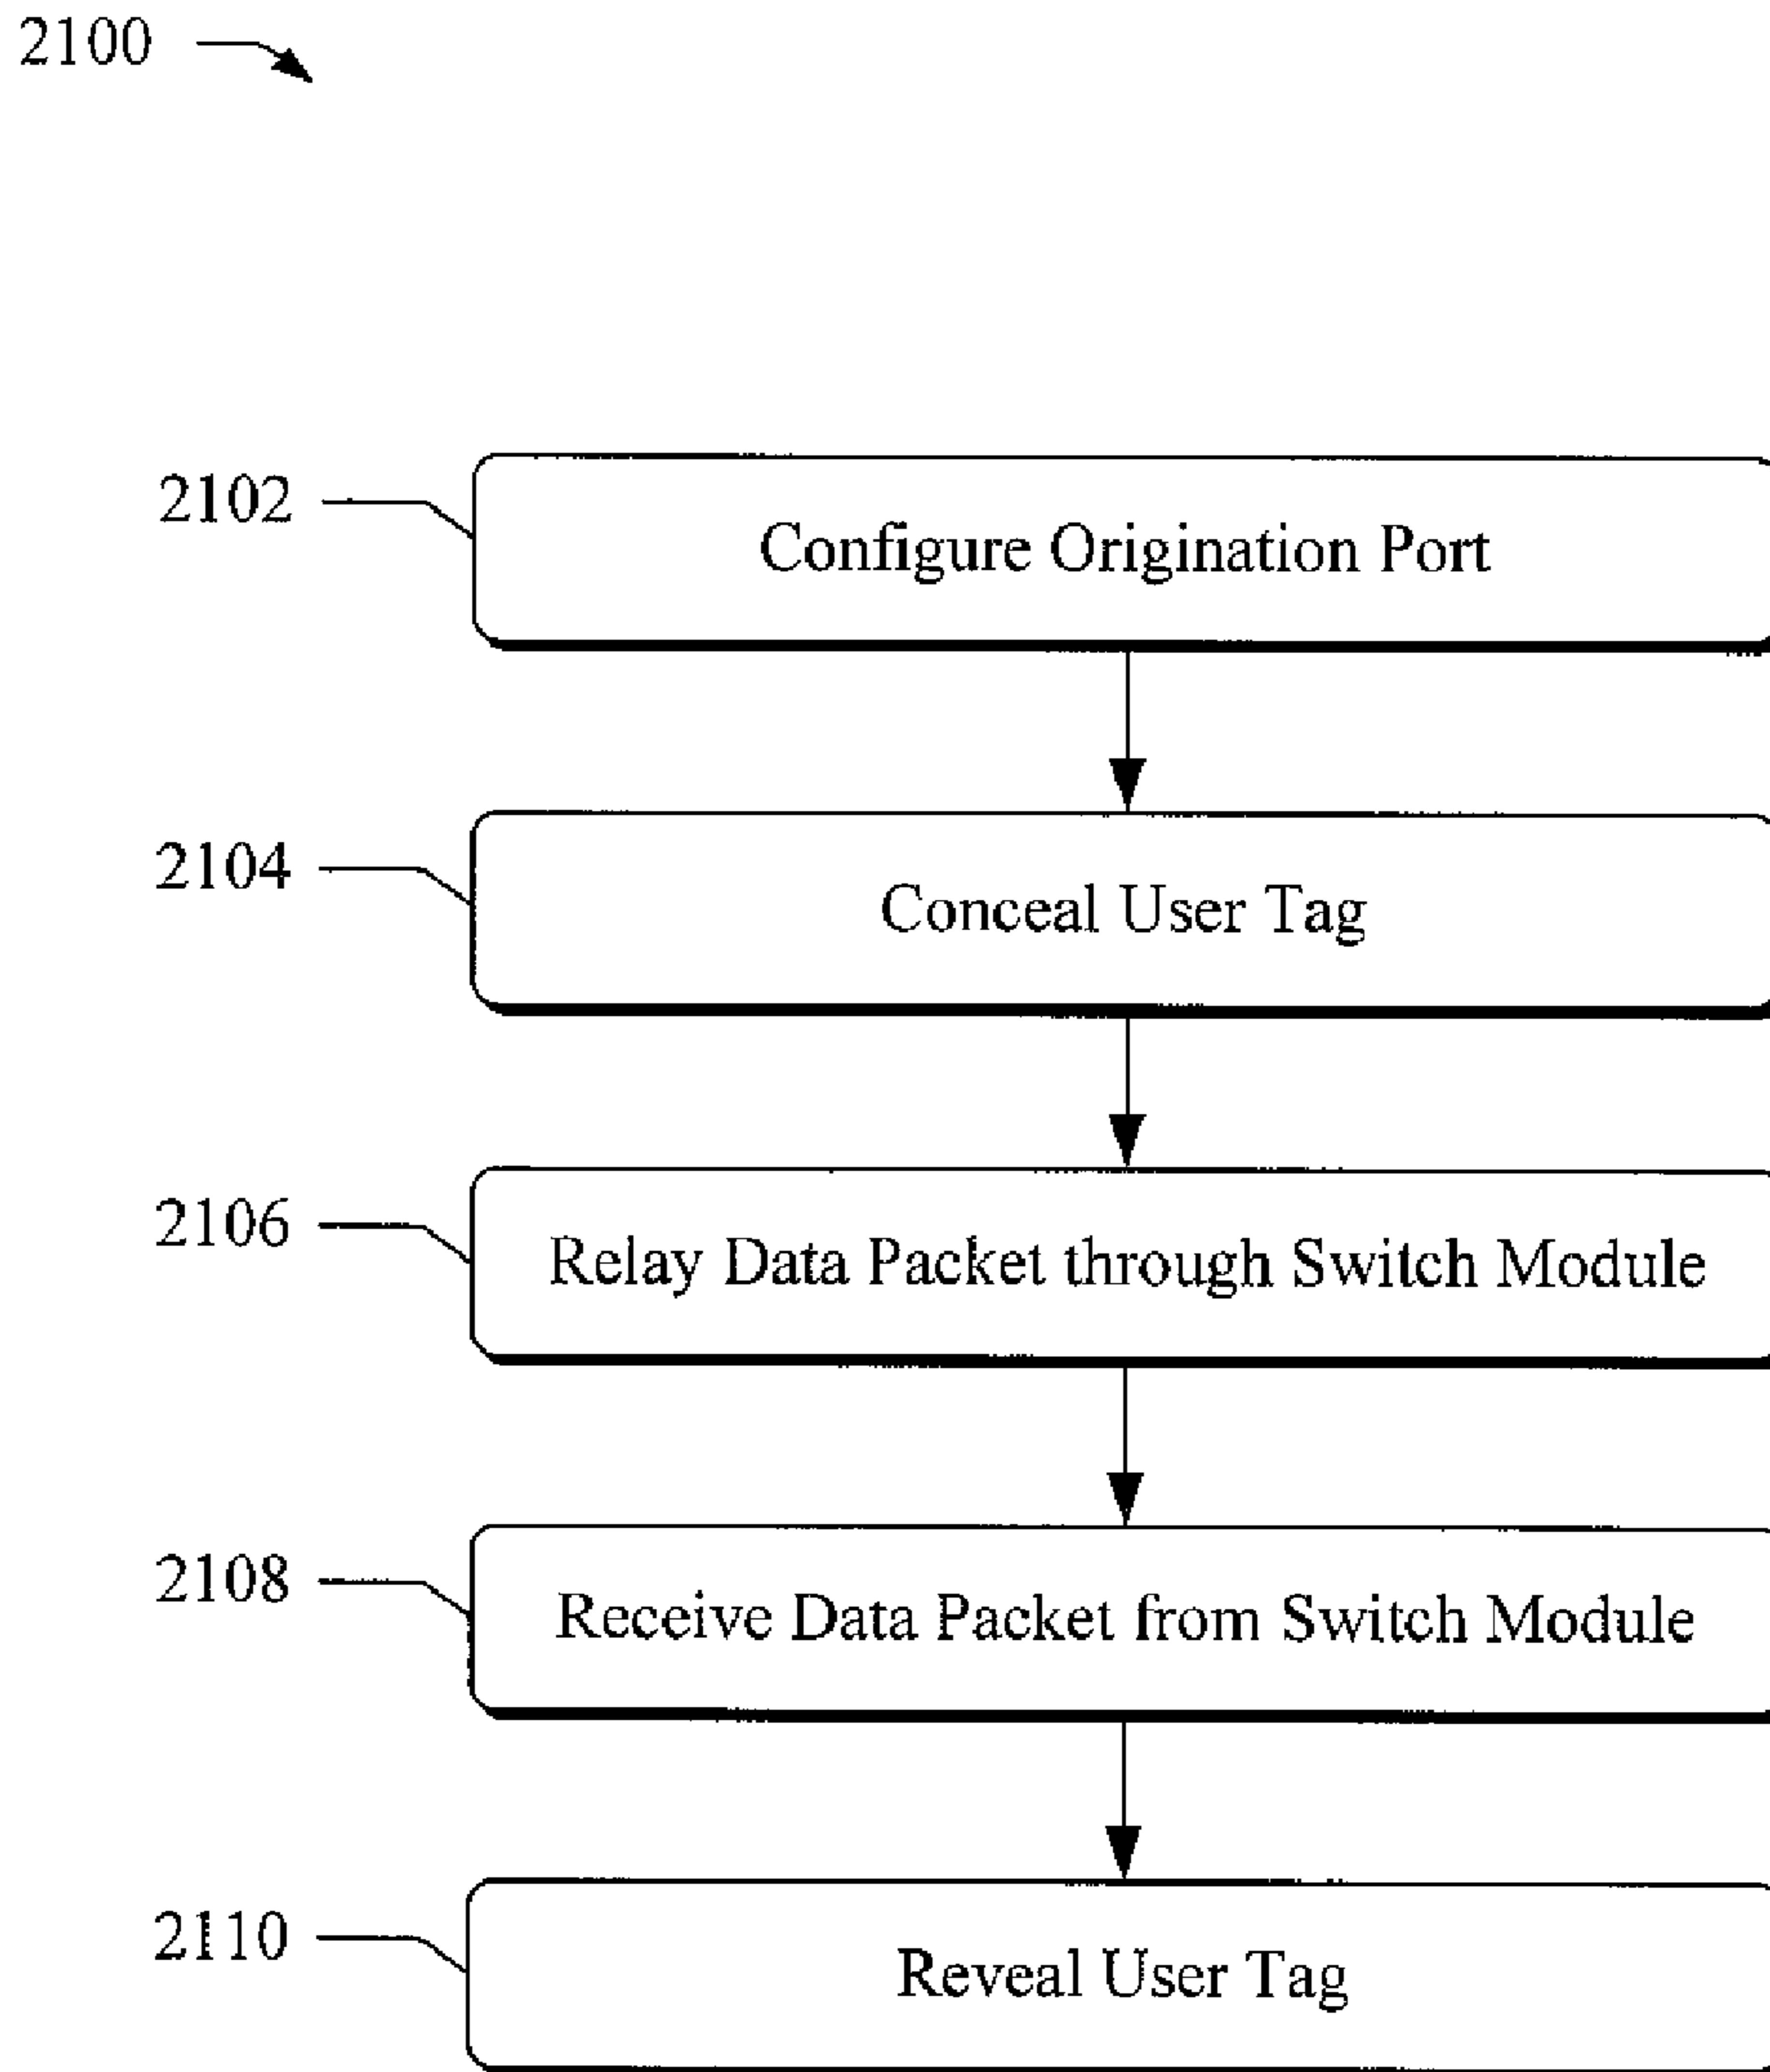 2100
2102
Configure Origination Port
2104
Conceal User Tag
2106
Relay Data Packet through Switch Module
2108
Receive Data Packet from Switch Module
2110
Reveal User Tag